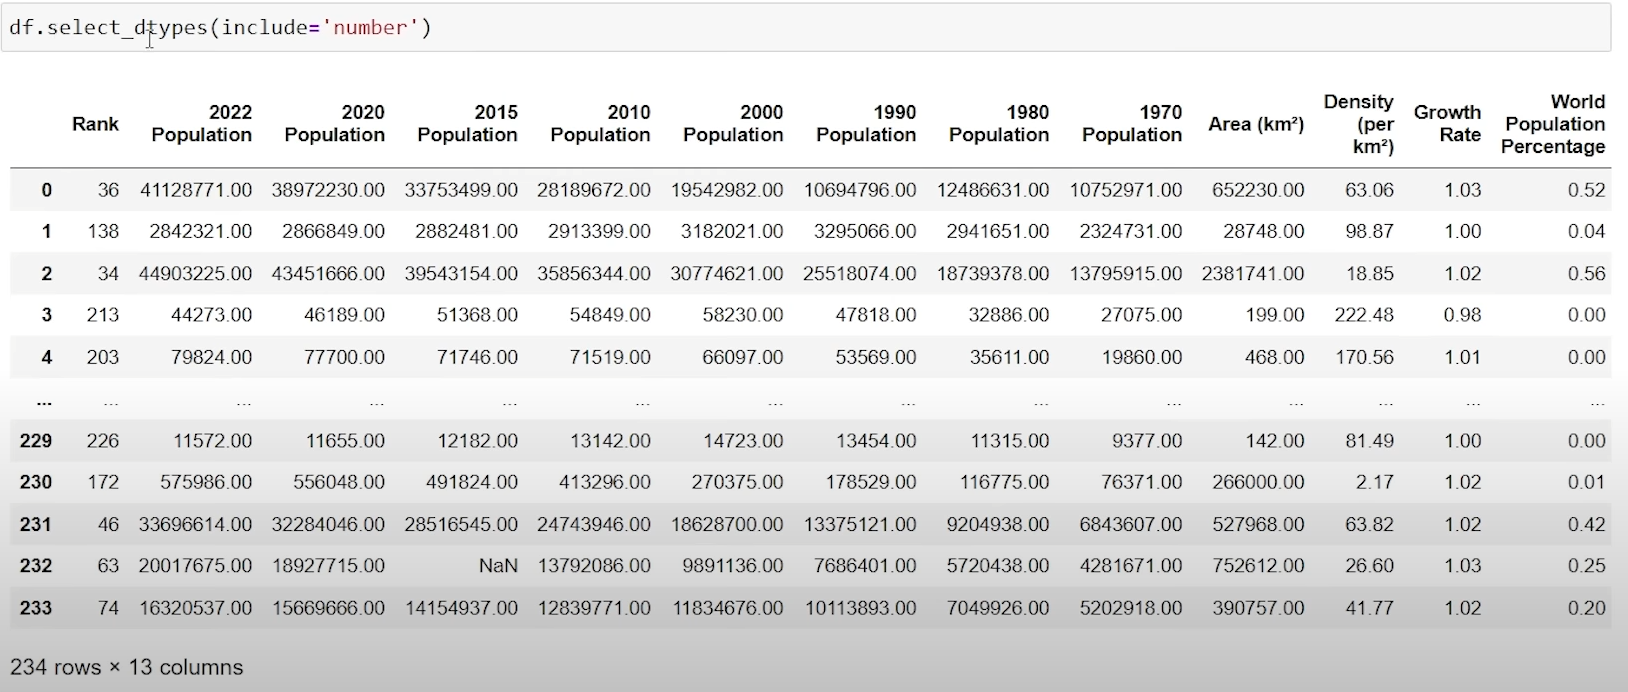 df.select_dtypes(include='number')
Rank 2022 Population 2020 Population 2015 Population 2010 Population 2000 Population 1990 Population 1980 Population 1970 Population Area (km²) Density (per km²) Growth Rate World Population Percentage
0 36 41128771.00 38972230.00 33753499.00 28189672.00 19542982.00 10694796.00 12486631.00 10752971.00 652230.00 63.06 1.03 0.52
1 138 2842321.00 2866849.00 2882481.00 2913399.00 3182021.00 3295066.00 2941651.00 2324731.00 28748.00 98.87 1.00 0.04
2 34 44903225.00 43451666.00 39543154.00 35856344.00 30774621.00 25518074.00 18739378.00 13795915.00 2381741.00 18.85 1.02 0.56
3 213 44273.00 46189.00 51368.00 54849.00 58230.00 47818.00 32886.00 27075.00 199.00 222.48 0.98 0.00
4 203 79824.00 77700.00 71746.00 71519.00 66097.00 53569.00 35611.00 19860.00 468.00 170.56 1.01 0.00
... ... ... ... ... ... ... ... ... ... ... ... ... ...
229 226 11572.00 11655.00 12182.00 13142.00 14723.00 13454.00 11315.00 9377.00 142.00 81.49 1.00 0.00
230 172 575986.00 556048.00 491824.00 413296.00 270375.00 178529.00 116775.00 76371.00 266000.00 2.17 1.02 0.01
231 46 33696614.00 32284046.00 28516545.00 24743946.00 18628700.00 13375121.00 9204938.00 6843607.00 527968.00 63.82 1.02 0.42
232 63 20017675.00 18927715.00 NaN 13792086.00 9891136.00 7686401.00 5720438.00 4281671.00 752612.00 26.60 1.03 0.25
233 74 16320537.00 15669666.00 14154937.00 12839771.00 11834676.00 10113893.00 7049926.00 5202918.00 390757.00 41.77 1.02 0.20
234 rows × 13 columns